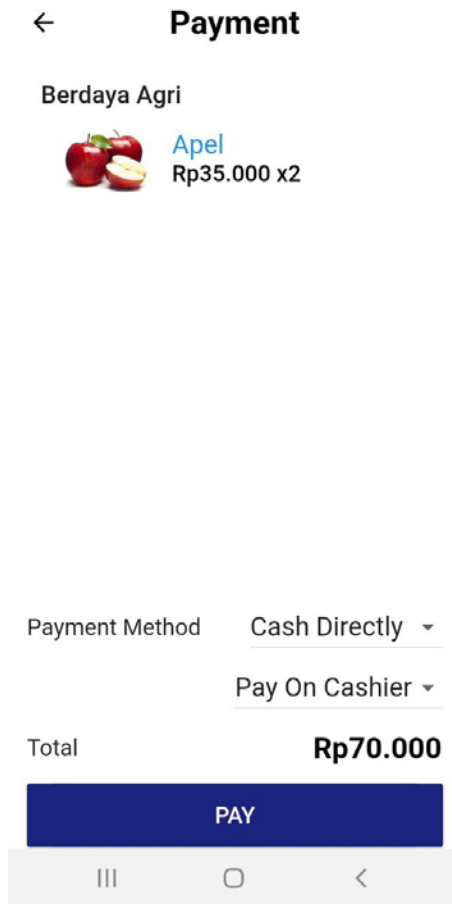 Payment
Berdaya Agri
Apel
Rp35.000 x2
Payment Method
Cash Directly
Pay On Cashier
Total
Rp70.000
PAY